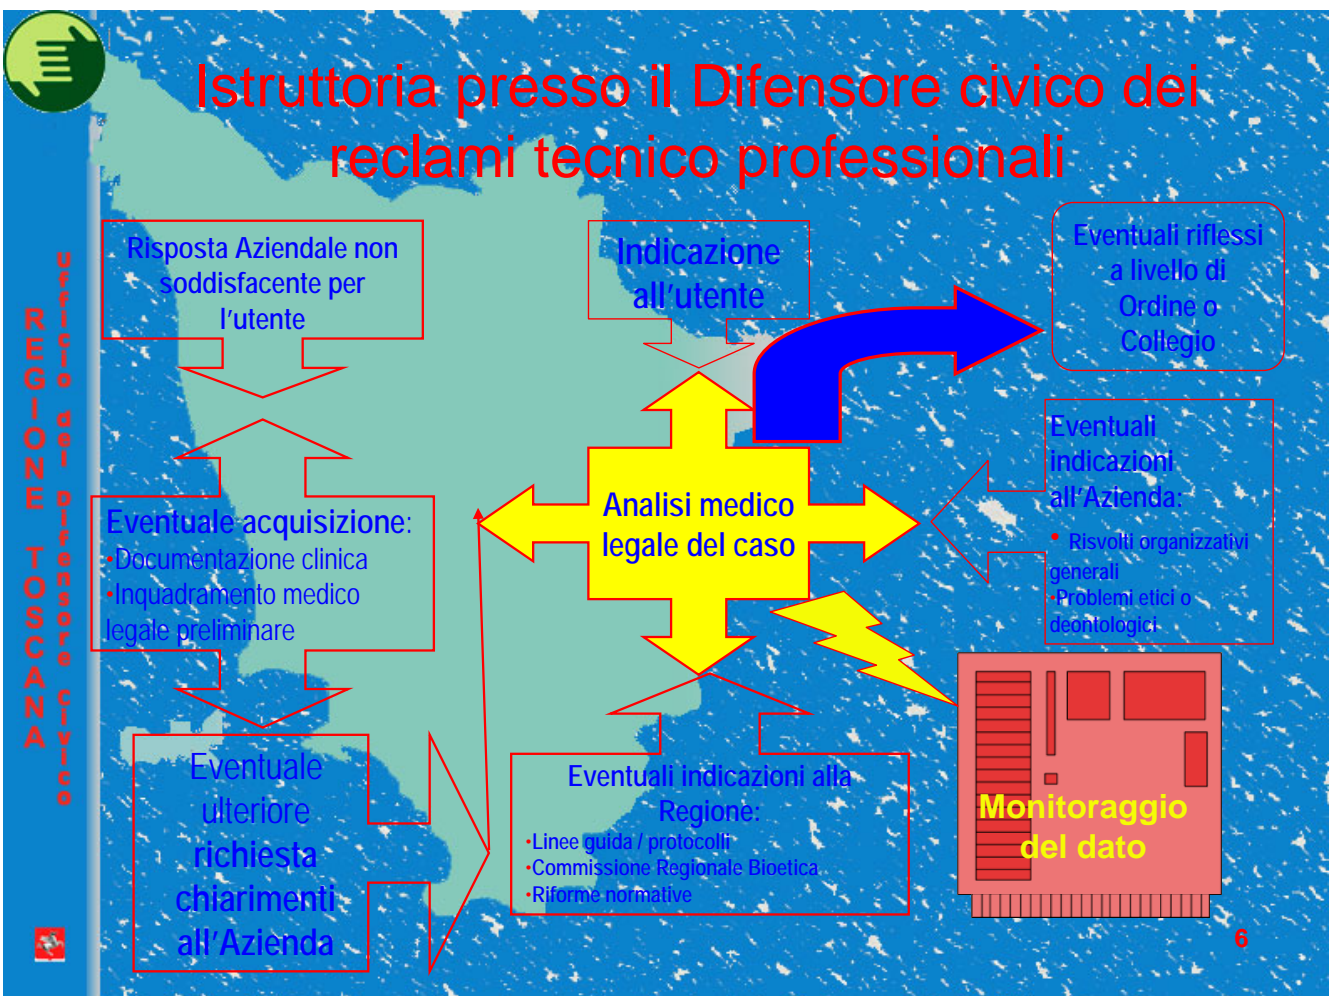 Istruttoria presso il Difensore civico dei
reclami tecnico professionali
REGIONE TOSCANA
Ufficio del Difensore Civico
Risposta Aziendale non
soddisfacente per
l'utente
Indicazione
all'utente
Eventuali riflessi
a livello di
Ordine o
Collegio
Eventuale acquisizione:
•Documentazione clinica
•Inquadramento medico
legale preliminare
Analisi medico
legale del caso
Eventuali
indicazioni
all'Azienda:
• Risvolti organizzativi
generali
•Problemi etici o
deontologici
Eventuale
ulteriore
richiesta
chiarimenti
all'Azienda
Eventuali indicazioni alla
Regione:
•Linee guida / protocolli
•Commissione Regionale Bioetica
•Riforme normative
Monitoraggio
del dato
6